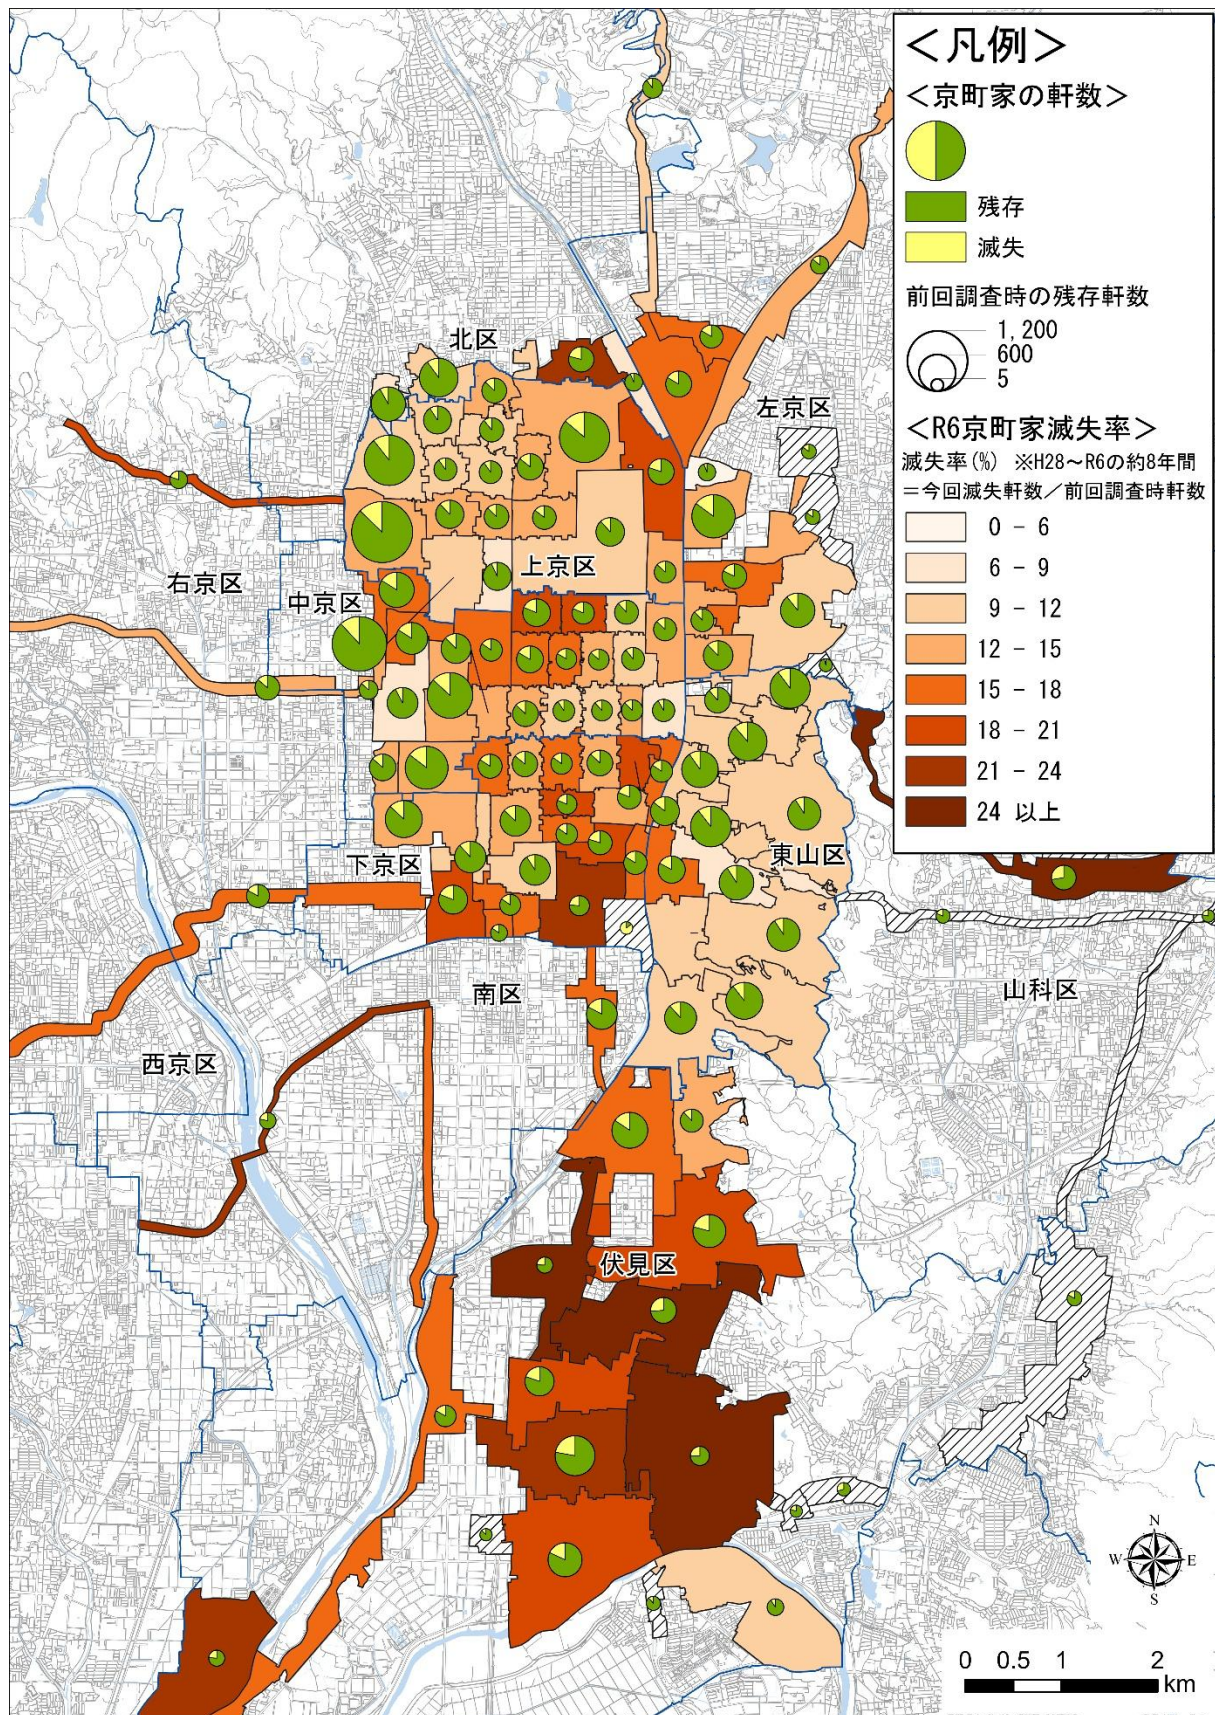 ＜凡例＞
＜京町家の軒数＞
残存
滅失
前回調査時の残存軒数
1,200
600
5
＜R6京町家滅失率＞
滅失率(%) ※H28～R6の約8年間
＝今回滅失軒数／前回調査時軒数
0 - 6
6 - 9
9 - 12
12 - 15
15 - 18
18 - 21
21 - 24
24 以上
北区
左京区
上京区
右京区
中京区
下京区
東山区
南区
山科区
西京区
伏見区
N
W
E
S
0 0.5 1 2
km